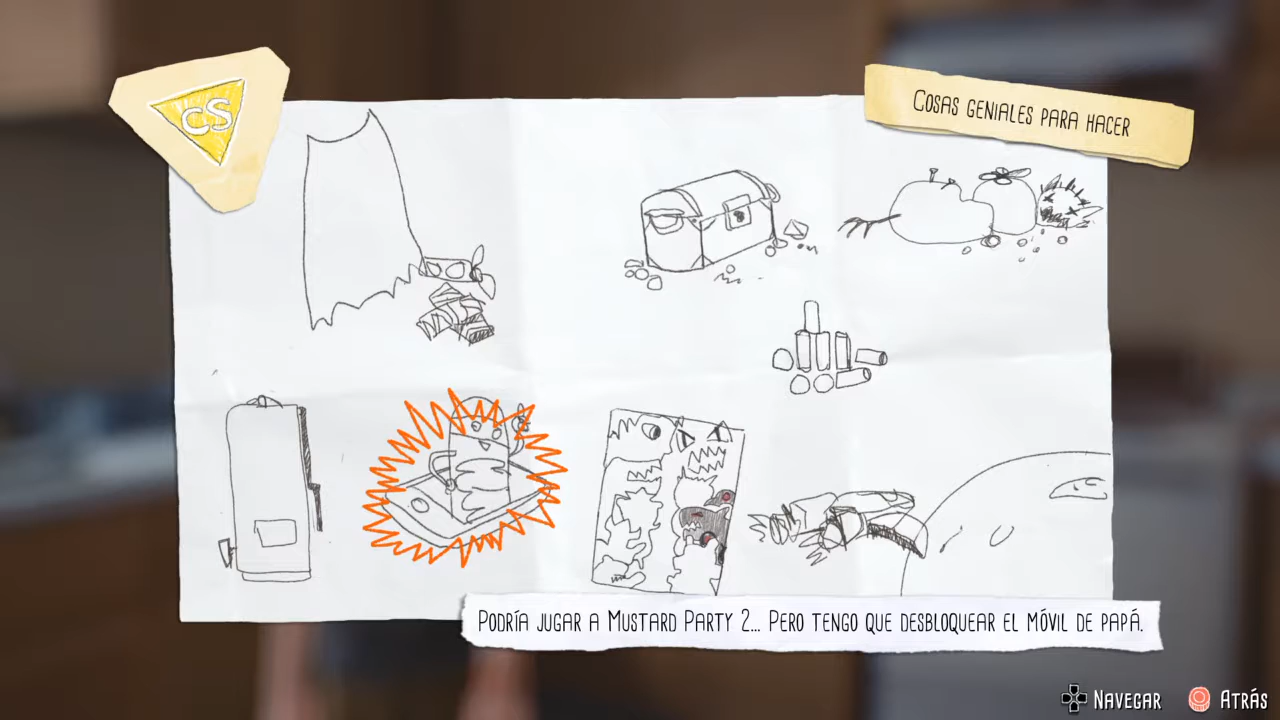 CS
Cosas geniales para hacer
Podría jugar a Mustard Party 2... Pero tengo que desbloquear el móvil de papá.
Navegar
Atrás